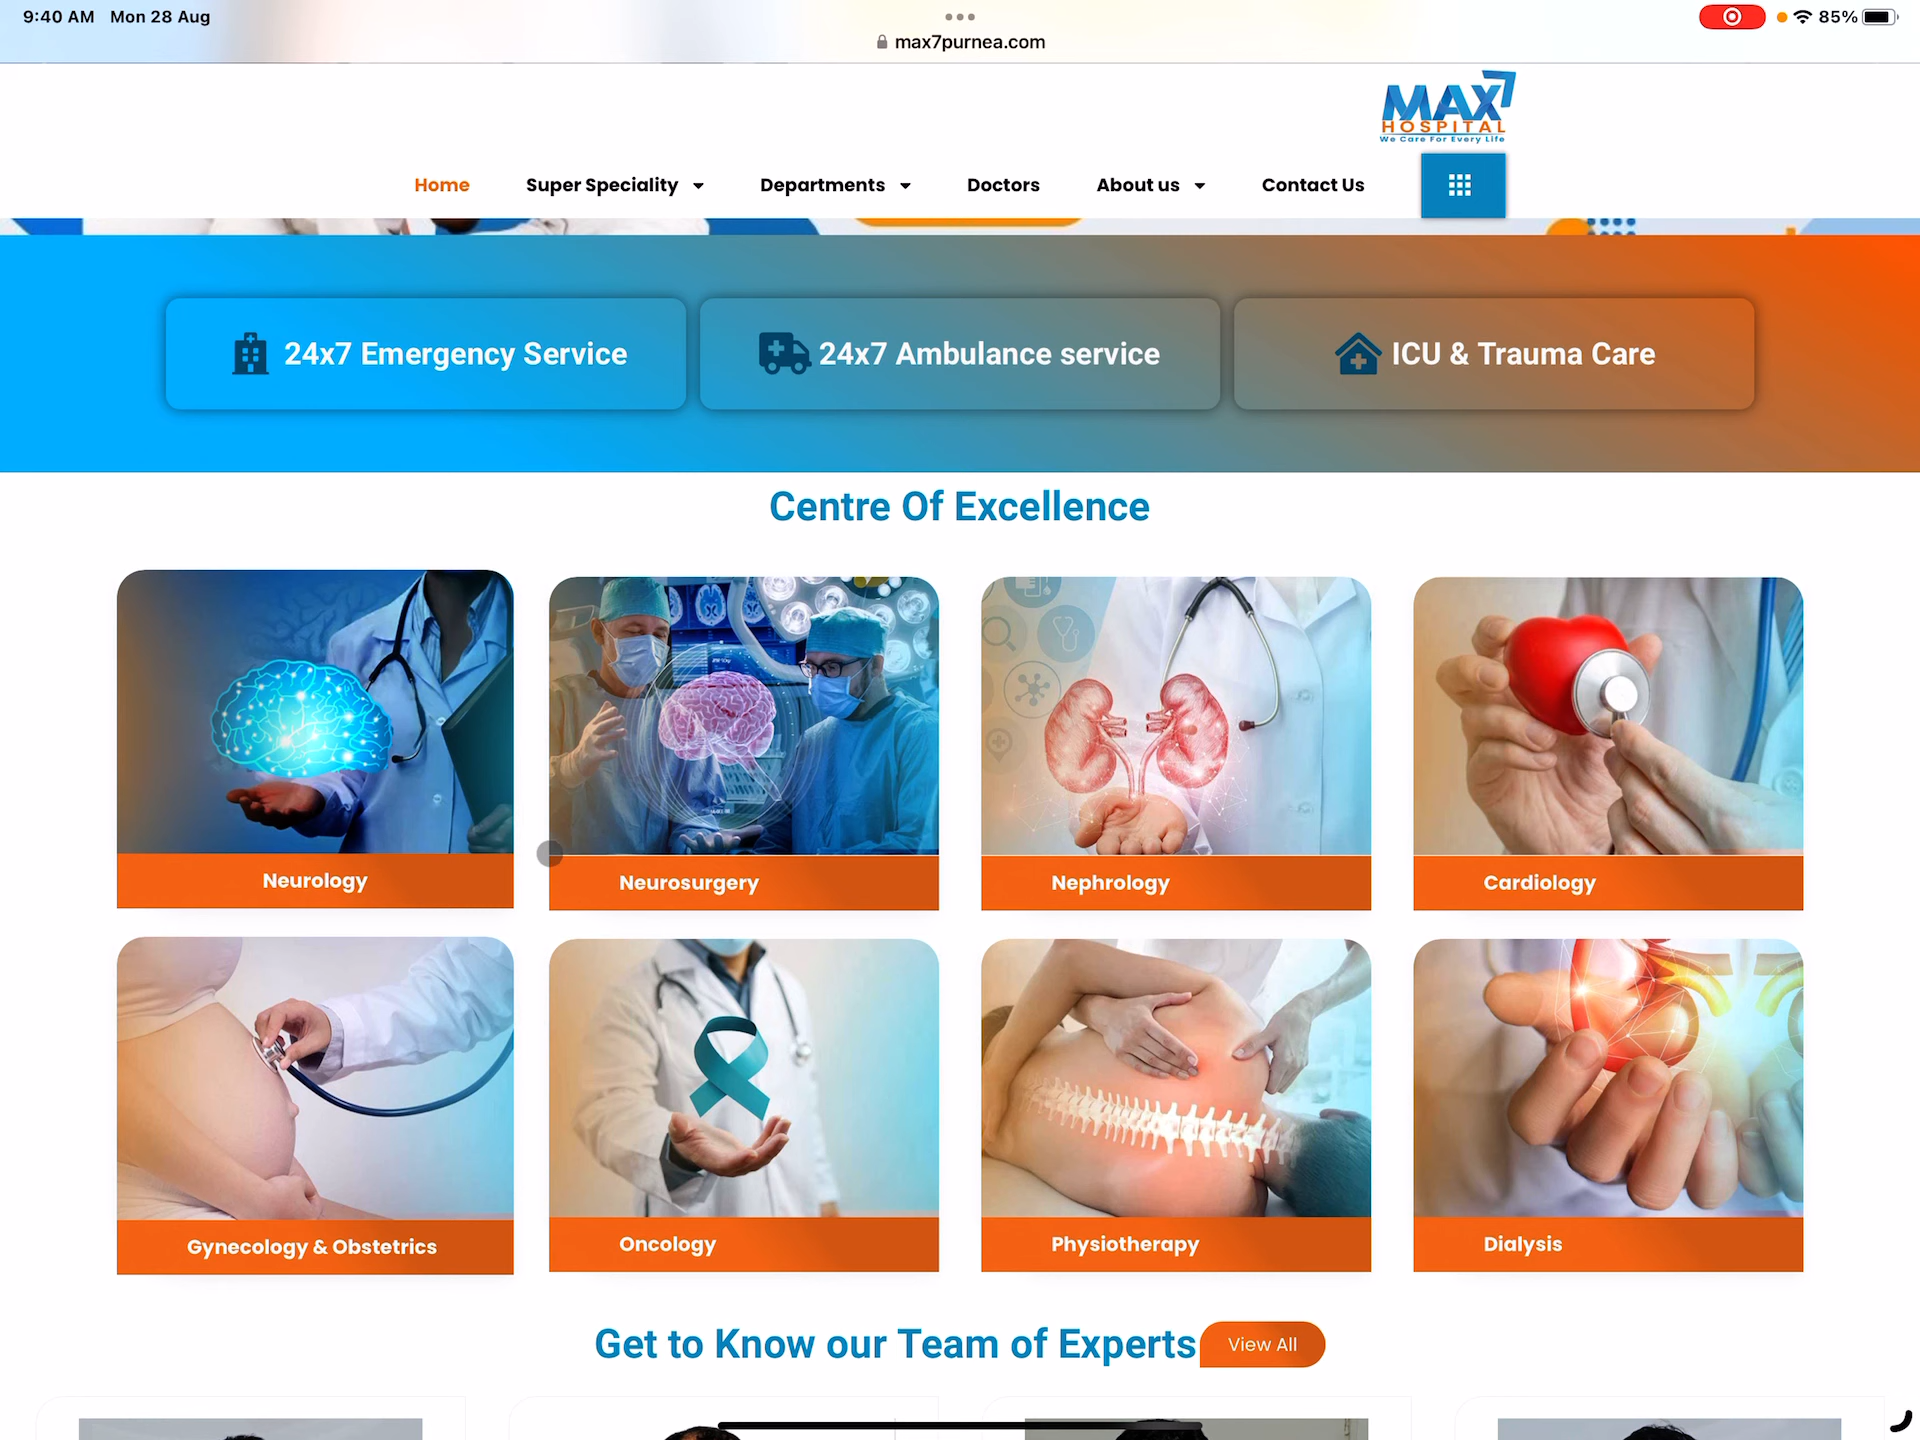 9:40 AM Mon 28 Aug
85%
max7purnea.com
MAX7
HOSPITAL
We Care For Every Life
Home Super Speciality Departments Doctors About us Contact Us
24x7 Emergency Service
24x7 Ambulance service
ICU & Trauma Care
Centre Of Excellence
Neurology
Neurosurgery
Nephrology
Cardiology
Gynecology & Obstetrics
Oncology
Physiotherapy
Dialysis
Get to Know our Team of Experts
View All